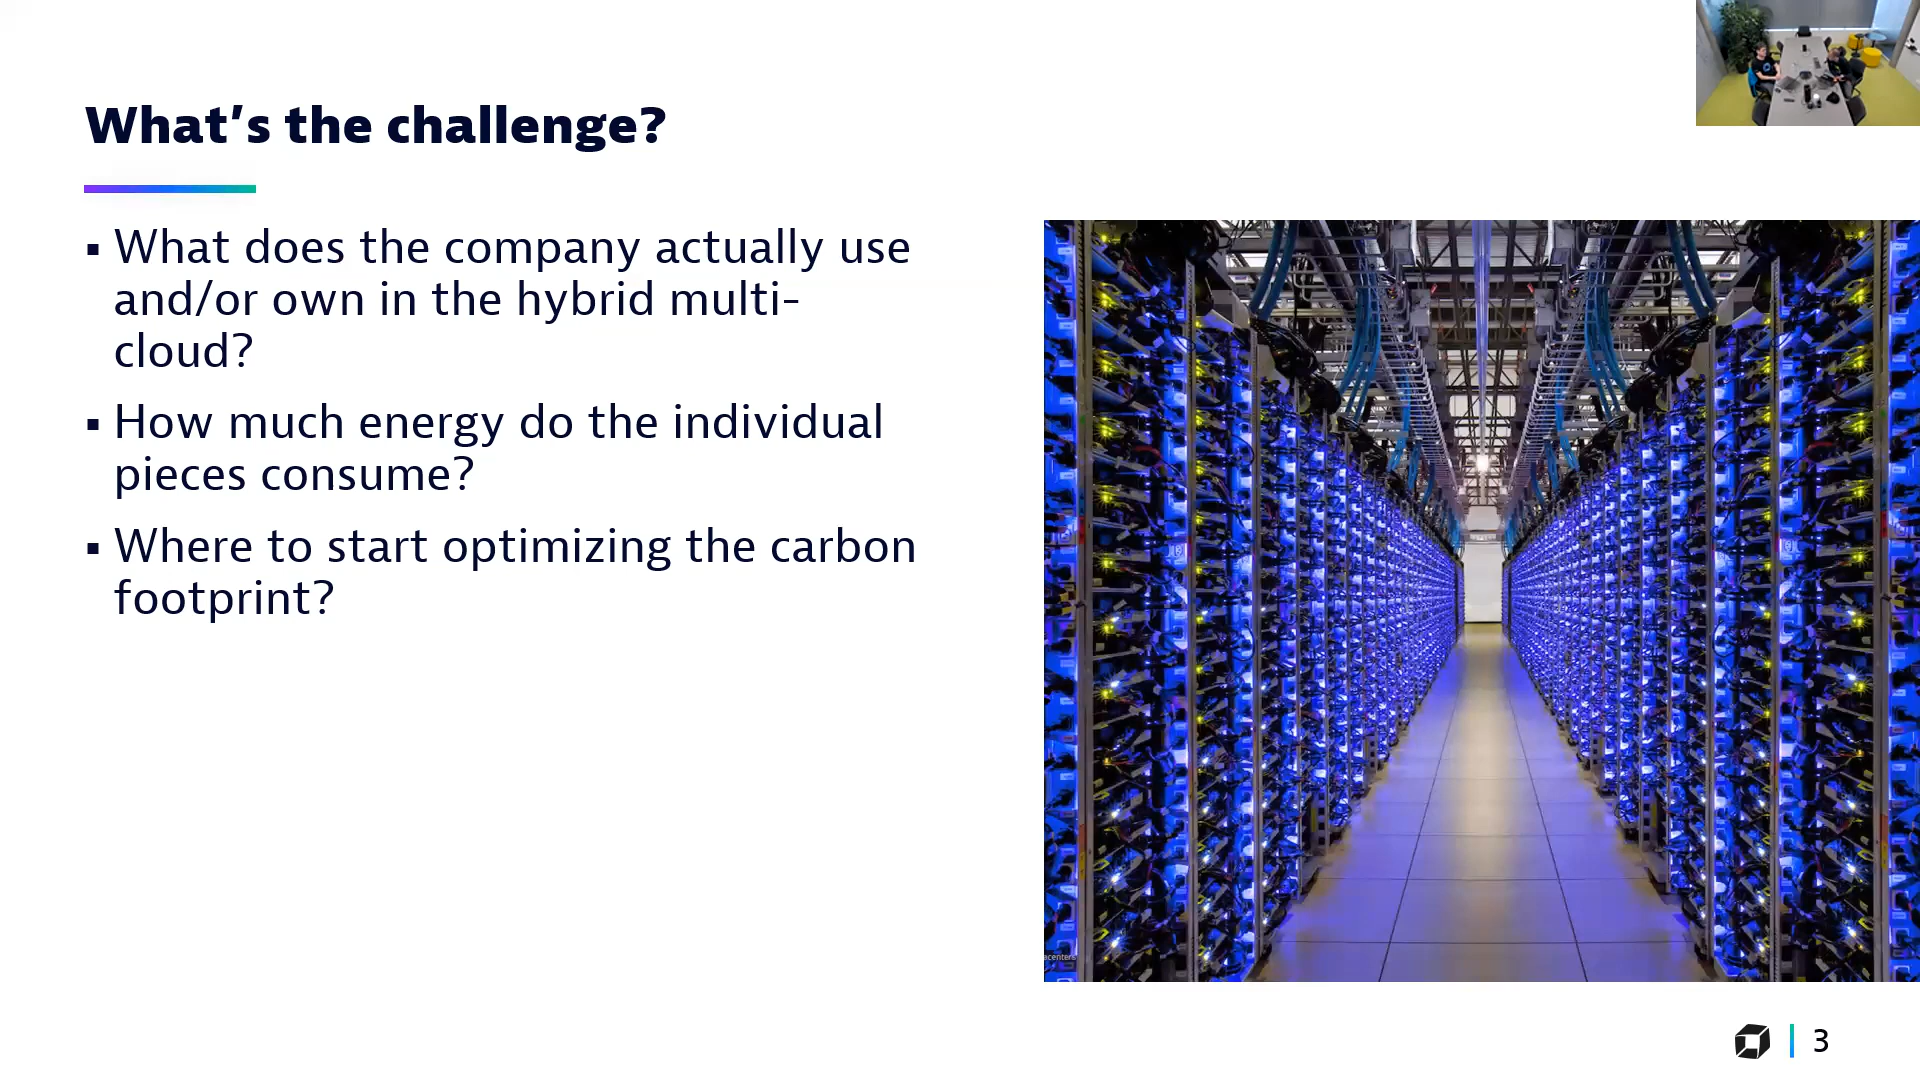 What's the challenge?
▪ What does the company actually use
and/or own in the hybrid multi-
cloud?
▪ How much energy do the individual
pieces consume?
▪ Where to start optimizing the carbon
footprint?
acenters
3